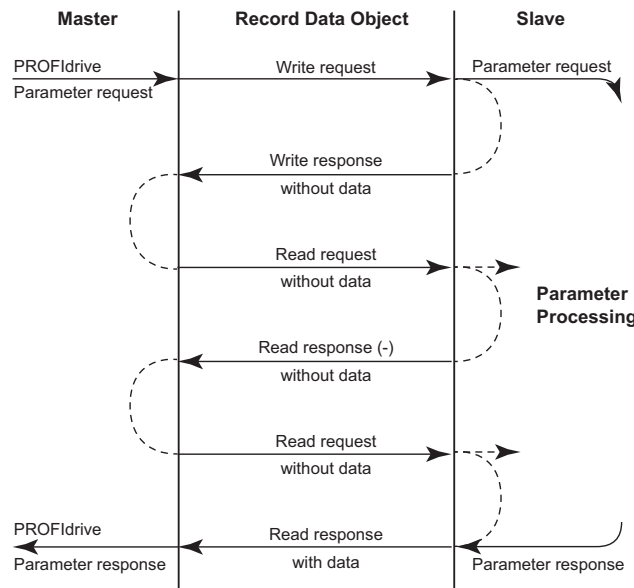 Master
Record Data Object
Slave
PROFIdrive
Parameter request
Write request
Parameter request
Write response
without data
Read request
without data
Parameter
Processing
Read response (-)
without data
Read request
without data
PROFIdrive
Parameter response
Read response
with data
Parameter response